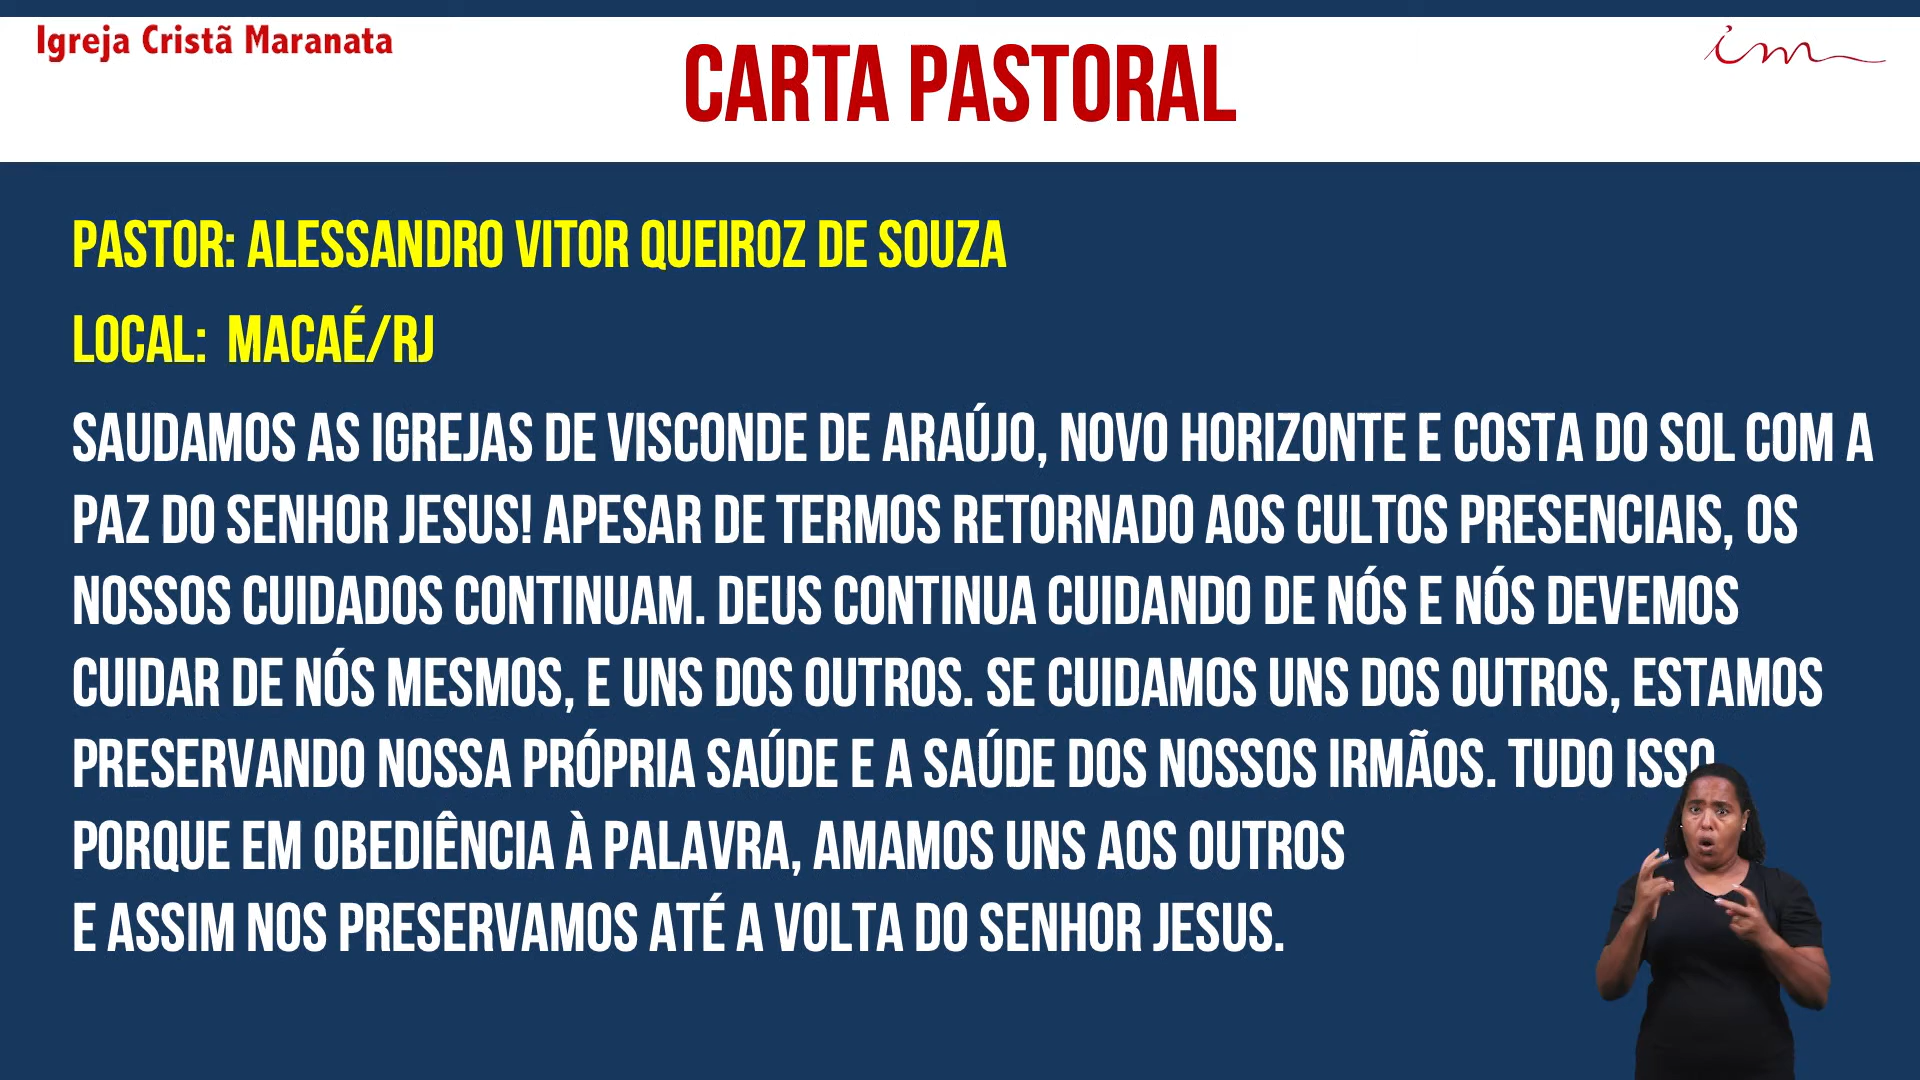 Igreja Cristã Maranata
CARTA PASTORAL
im
PASTOR: ALESSANDRO VITOR QUEIROZ DE SOUZA
LOCAL: MACAÉ/RJ
SAUDAMOS AS IGREJAS DE VISCONDE DE ARAÚJO, NOVO HORIZONTE E COSTA DO SOL COM A
PAZ DO SENHOR JESUS! APESAR DE TERMOS RETORNADO AOS CULTOS PRESENCIAIS, OS
NOSSOS CUIDADOS CONTINUAM. DEUS CONTINUA CUIDANDO DE NÓS E NÓS DEVEMOS
CUIDAR DE NÓS MESMOS, E UNS DOS OUTROS. SE CUIDAMOS UNS DOS OUTROS, ESTAMOS
PRESERVANDO NOSSA PRÓPRIA SAÚDE E A SAÚDE DOS NOSSOS IRMÃOS. TUDO ISSO
PORQUE EM OBEDIÊNCIA À PALAVRA, AMAMOS UNS AOS OUTROS
E ASSIM NOS PRESERVAMOS ATÉ A VOLTA DO SENHOR JESUS.